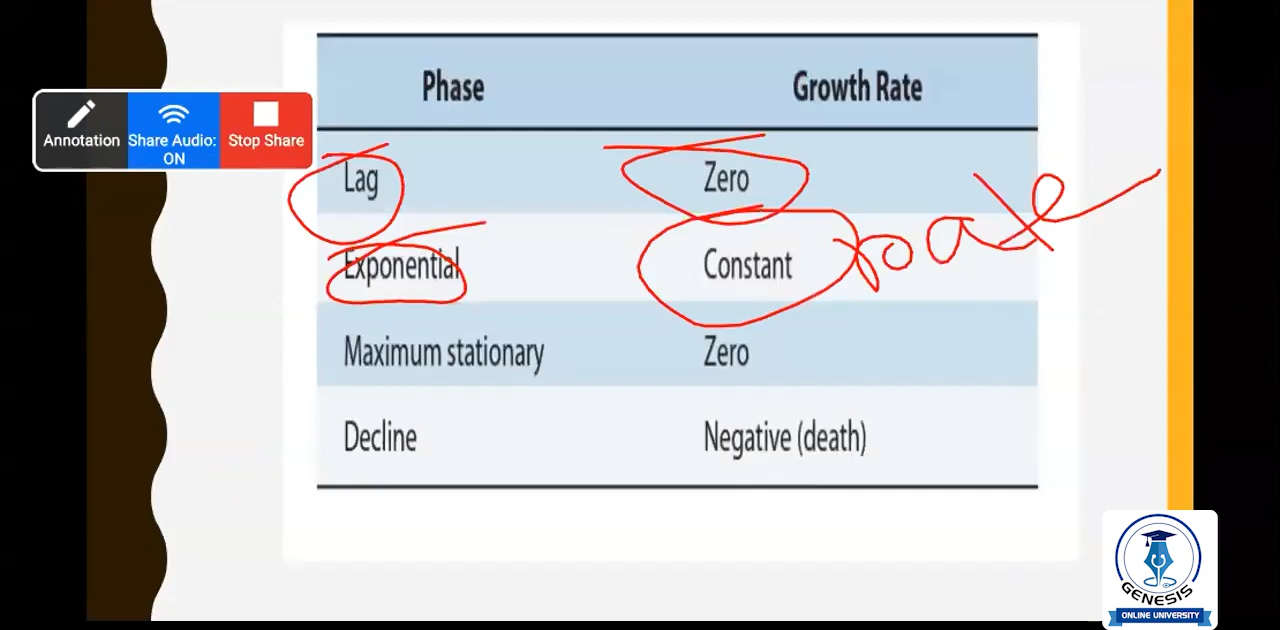 Phase Growth Rate
Annotation Share Audio: ON Stop Share
Lag Zero
Exponential Constant rate
Maximum stationary Zero
Decline Negative (death)
GENESIS
ONLINE UNIVERSITY